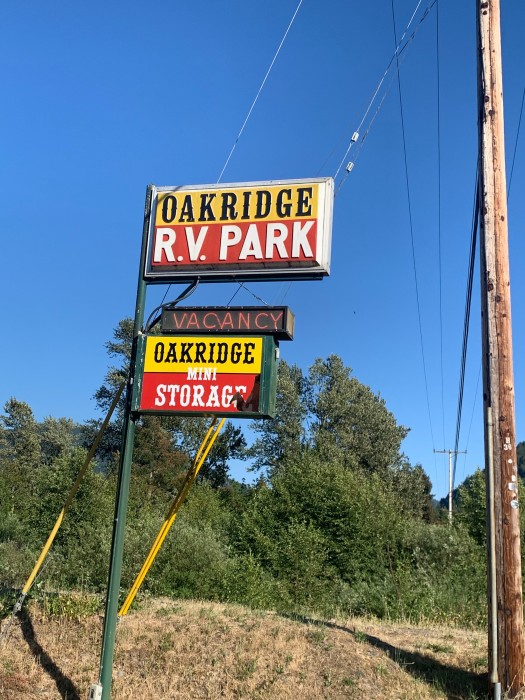 OAKRIDGE
R.V. PARK
VACANCY
OAKRIDGE
MINI
STORAGE